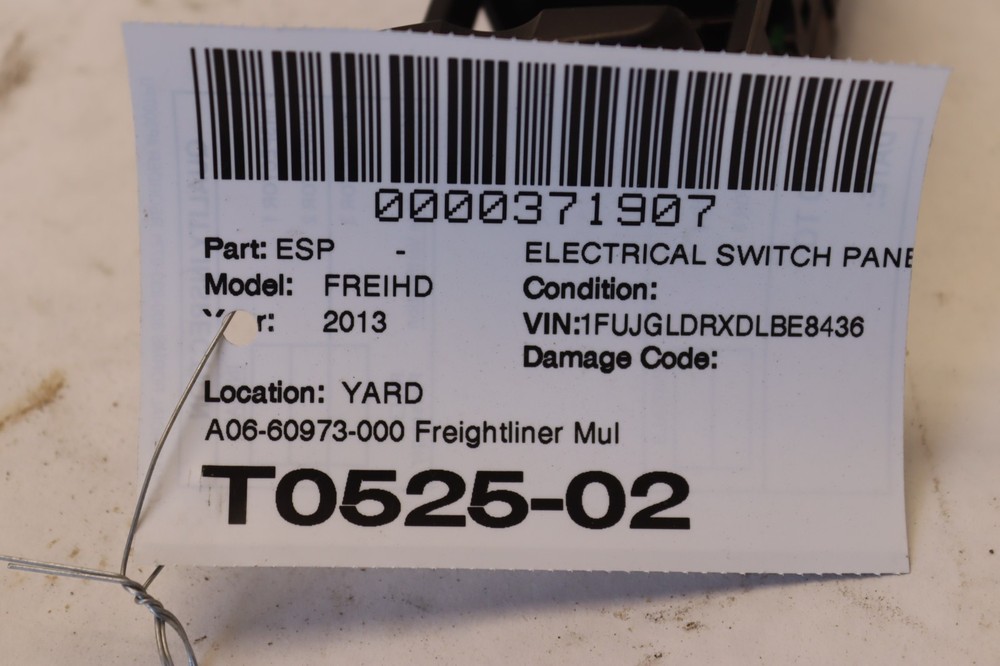 0000371907
Part: ESP - ELECTRICAL SWITCH PANE
Model: FREIHD Condition:
2013 VIN:1FUJGLDRXDLBE8436
Damage Code:
Location: YARD
A06-60973-000 Freightliner Mul
T0525-02